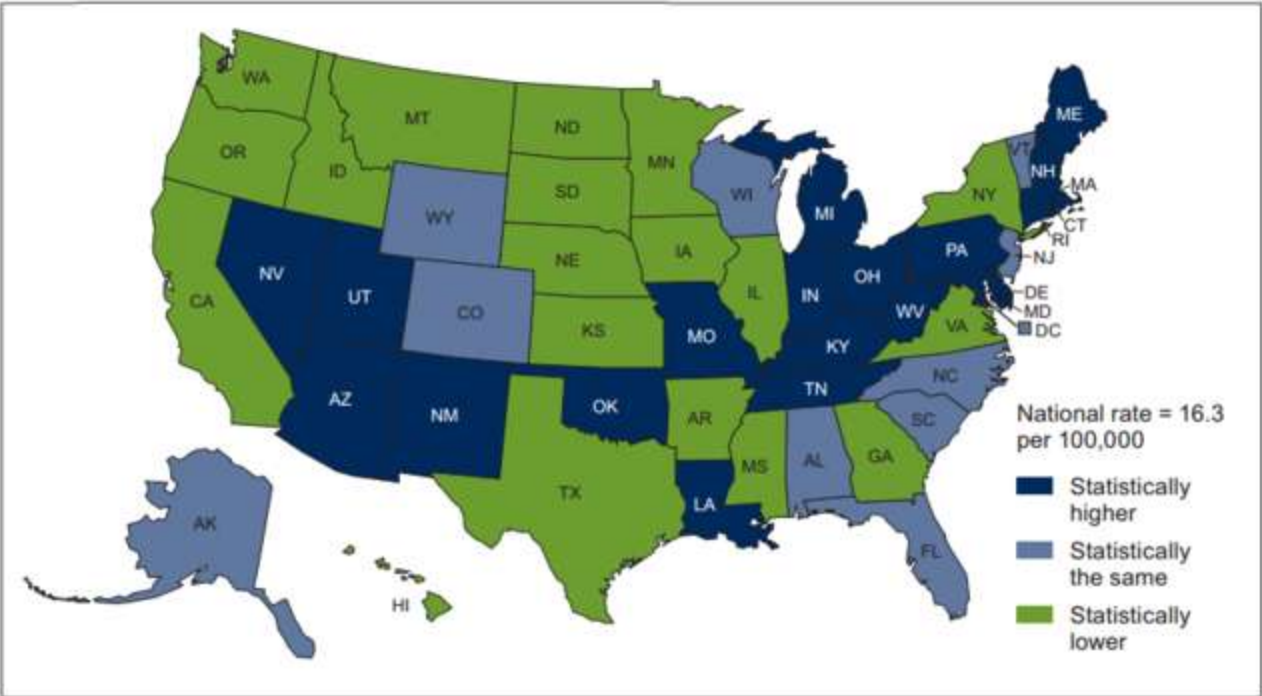 WA
MT
ND
MN
OR
ID
SD
WI
WY
NE
IA
MI
NY
VT
ME
NH
MA
CT
RI
NJ
PA
OH
IN
IL
NV
UT
CO
KS
MO
WV
VA
DE
MD
DC
CA
KY
AZ
NM
OK
TN
NC
AR
SC
TX
LA
MS
AL
GA
FL
AK
HI
National rate = 16.3
per 100,000
Statistically
higher
Statistically
the same
Statistically
lower